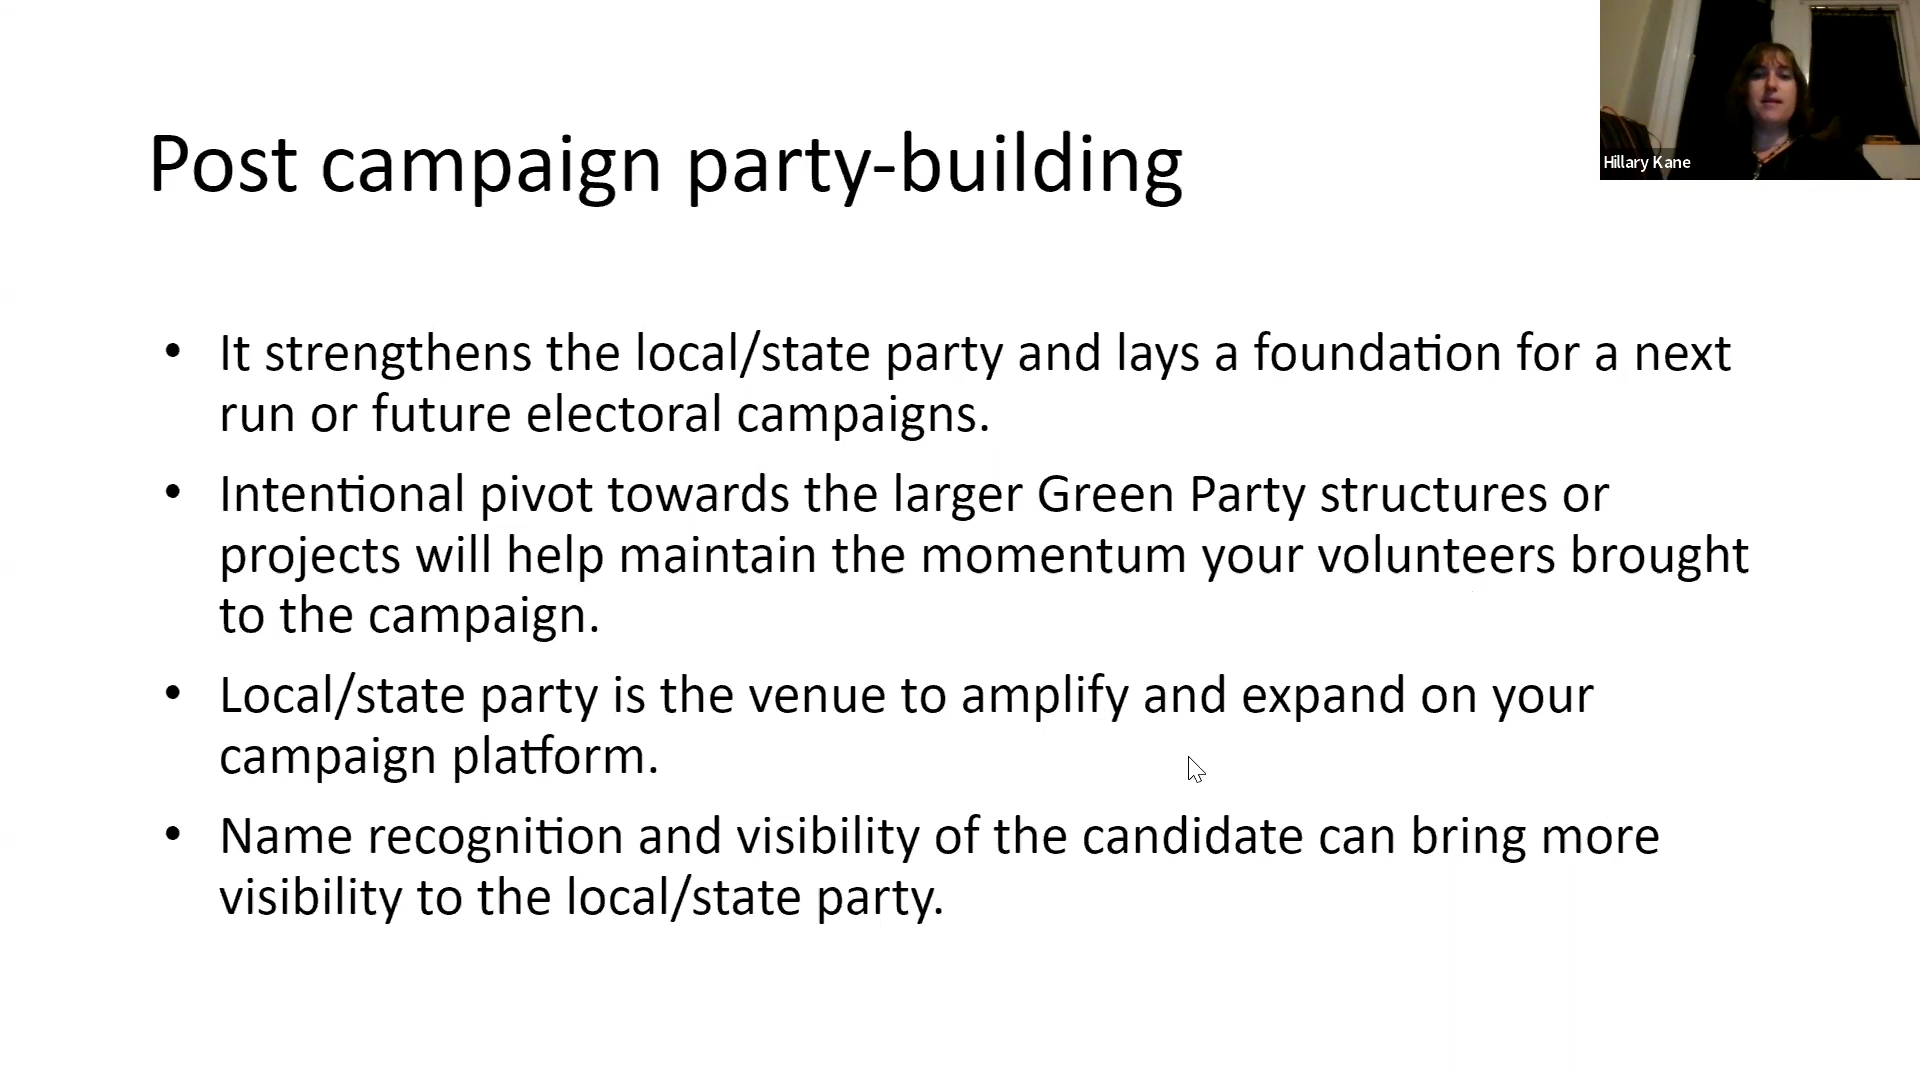 Post campaign party-building
Hillary Kane
• It strengthens the local/state party and lays a foundation for a next
run or future electoral campaigns.
• Intentional pivot towards the larger Green Party structures or
projects will help maintain the momentum your volunteers brought
to the campaign.
• Local/state party is the venue to amplify and expand on your
campaign platform.
• Name recognition and visibility of the candidate can bring more
visibility to the local/state party.